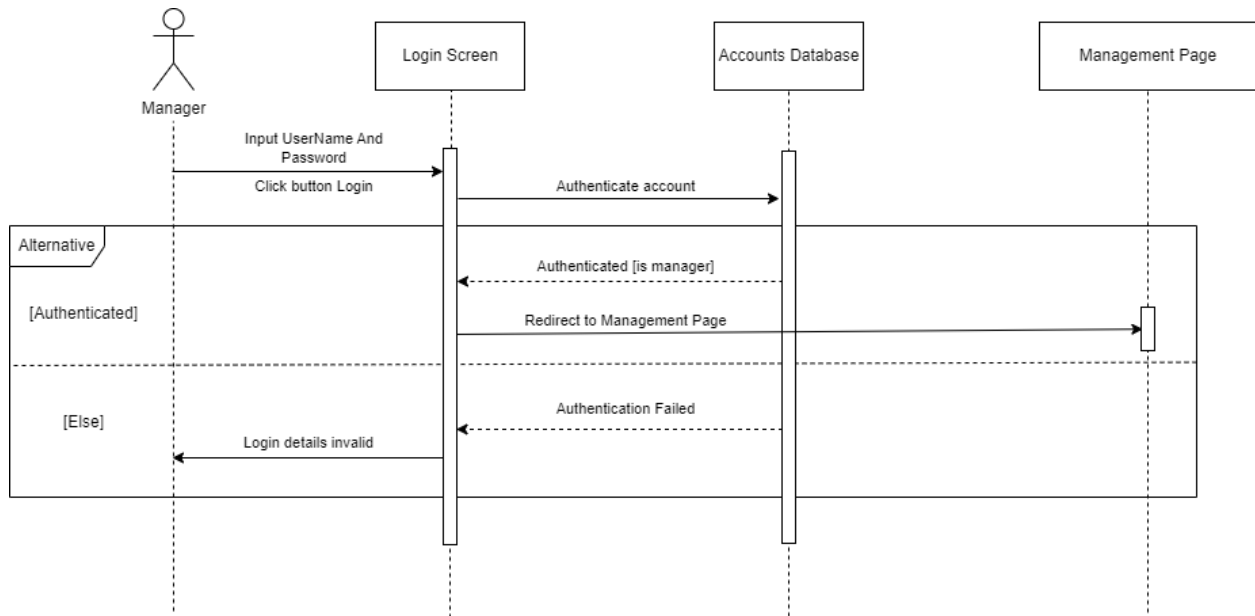 Login Screen
Accounts Database
Management Page
Manager
Input UserName And
Password
Click button Login
Authenticate account
Alternative
Authenticated [is manager]
[Authenticated]
Redirect to Management Page
Authentication Failed
[Else]
Login details invalid